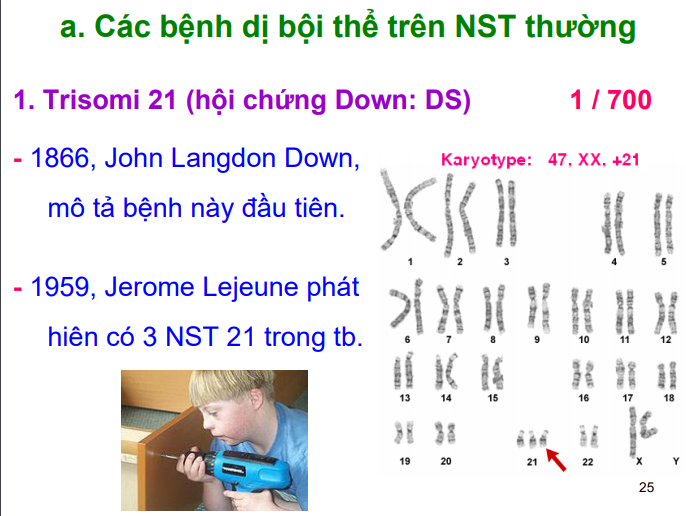 a. Các bệnh dị bội thể trên NST thường
1. Trisomi 21 (hội chứng Down: DS) 1 / 700
- 1866, John Langdon Down,
mô tả bệnh này đầu tiên.
- 1959, Jerome Lejeune phát
hiên có 3 NST 21 trong tb.
Karyotype: 47, XX, +21
1 2 3 4 5
6 7 8 9 10 11 12
13 14 15 16 17 18
19 20 21 22 X Y
25